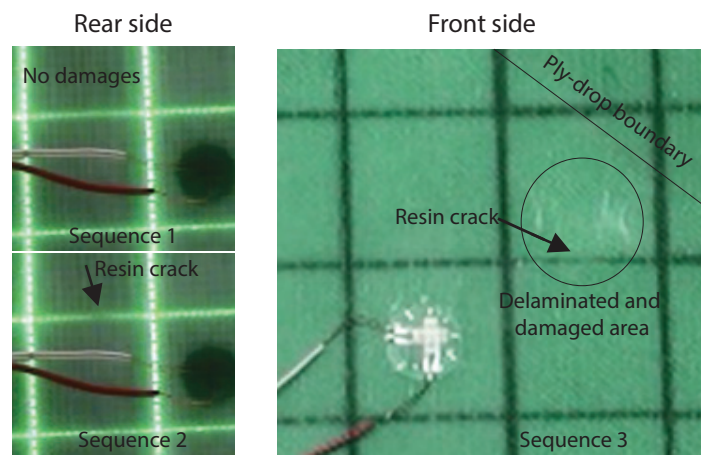 Rear side
No damages
Sequence 1
Resin crack
Sequence 2
Front side
Ply-drop boundary
Resin crack
Delaminated and
damaged area
Sequence 3